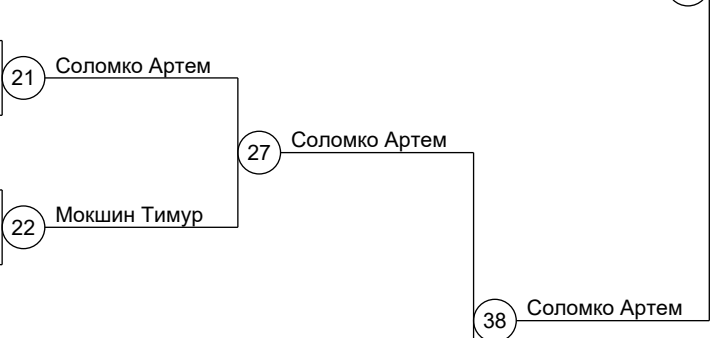 21 Соломко Артем
27 Соломко Артем
22 Мокшин Тимур
38 Соломко Артем